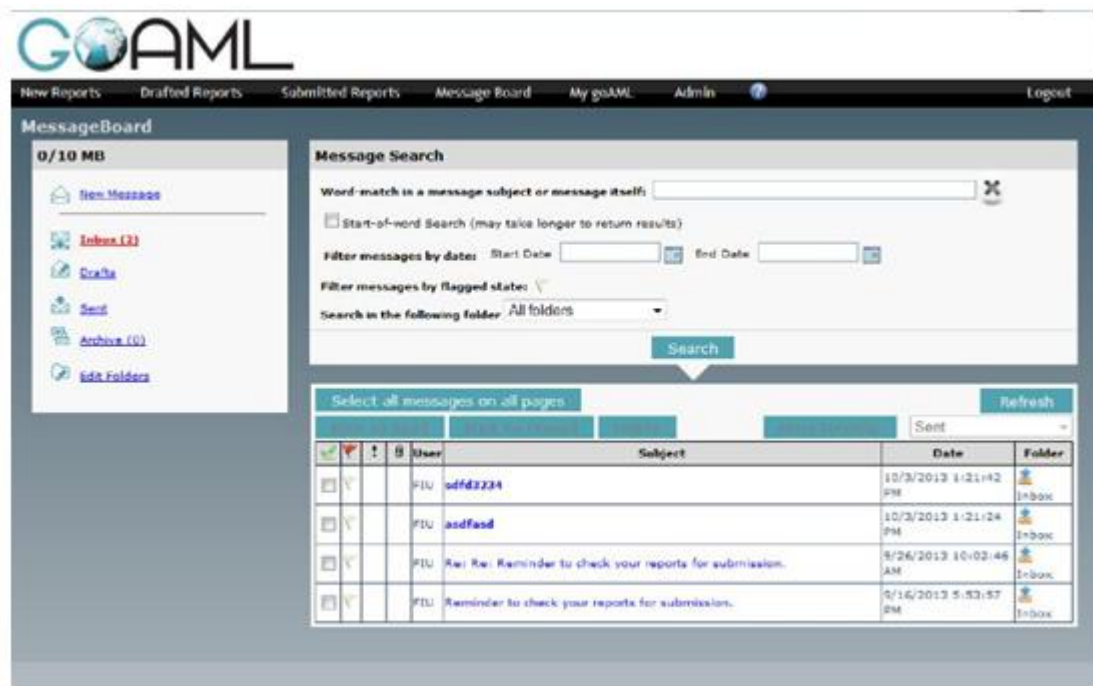 GOAML
New Reports Drafted Reports Submitted Reports Message Board My goAML Admin ? Logout
MessageBoard
0/10 MB
New Message
Inbox (2)
Drafts
Sent
Archive (0)
Edit Folders
Message Search
Word-match in a message subject or message itself:
Start-of-word Search (may take longer to return results)
Filter messages by date: Start Date End Date
Filter messages by flagged state:
Search in the following folder All folders
Search
Select all messages on all pages Refresh
Sent
! User Subject Date Folder
FIU sdfd3234 10/3/2013 1:21:42 PM Inbox
FIU asdfasd 10/3/2013 1:21:24 PM Inbox
FIU Re: Re: Reminder to check your reports for submission. 9/26/2013 10:02:46 AM Inbox
FIU Reminder to check your reports for submission. 9/16/2013 5:53:57 PM Inbox